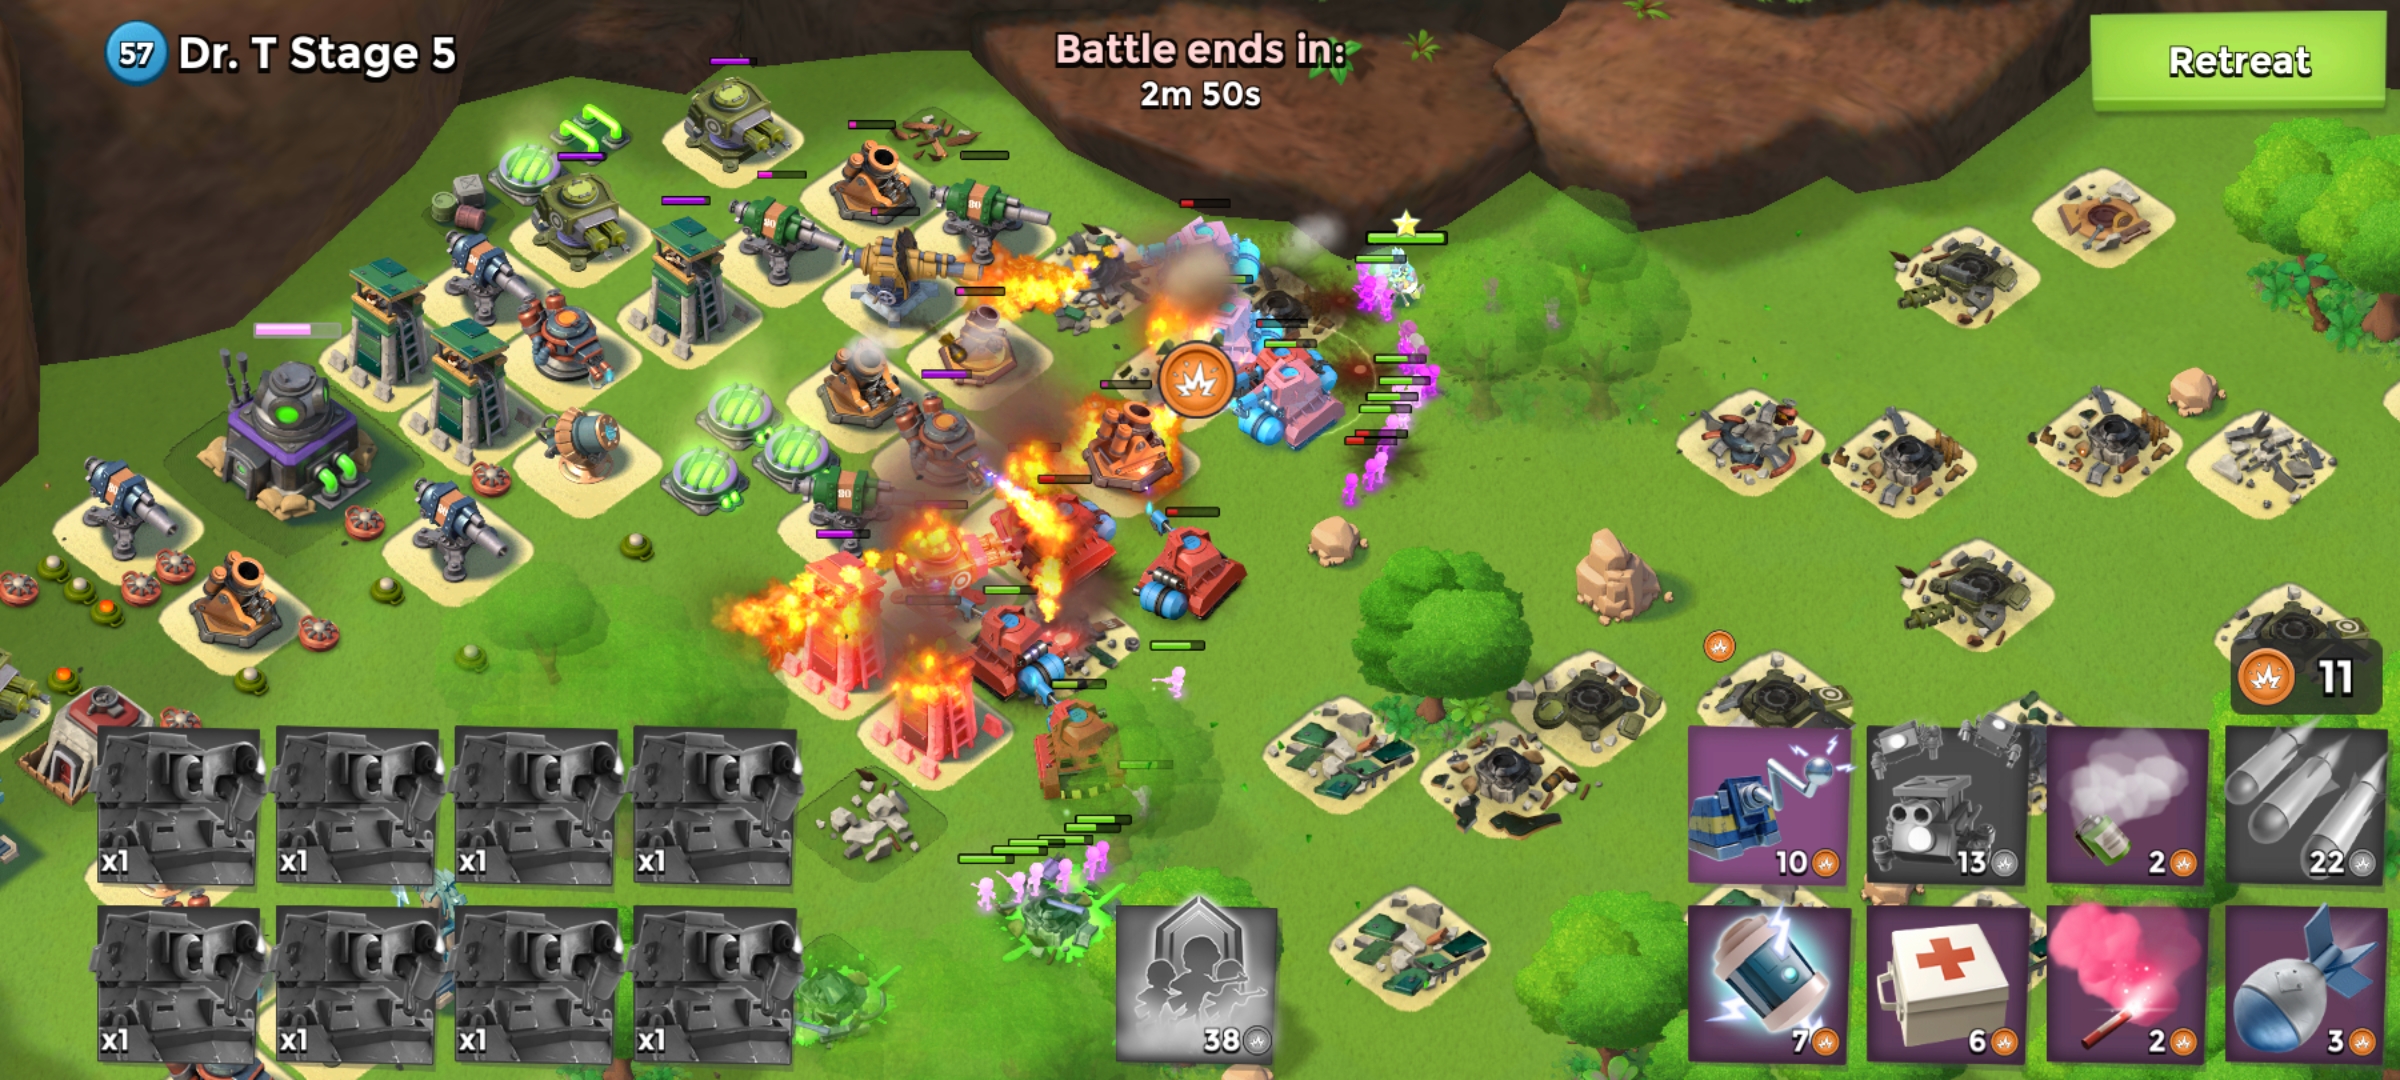 57 Dr. T Stage 5
Battle ends in:
2m 50s
Retreat
11
x1 x1 x1 x1
10 13 2 22
x1 x1 x1 x1
38
7 6 2 3